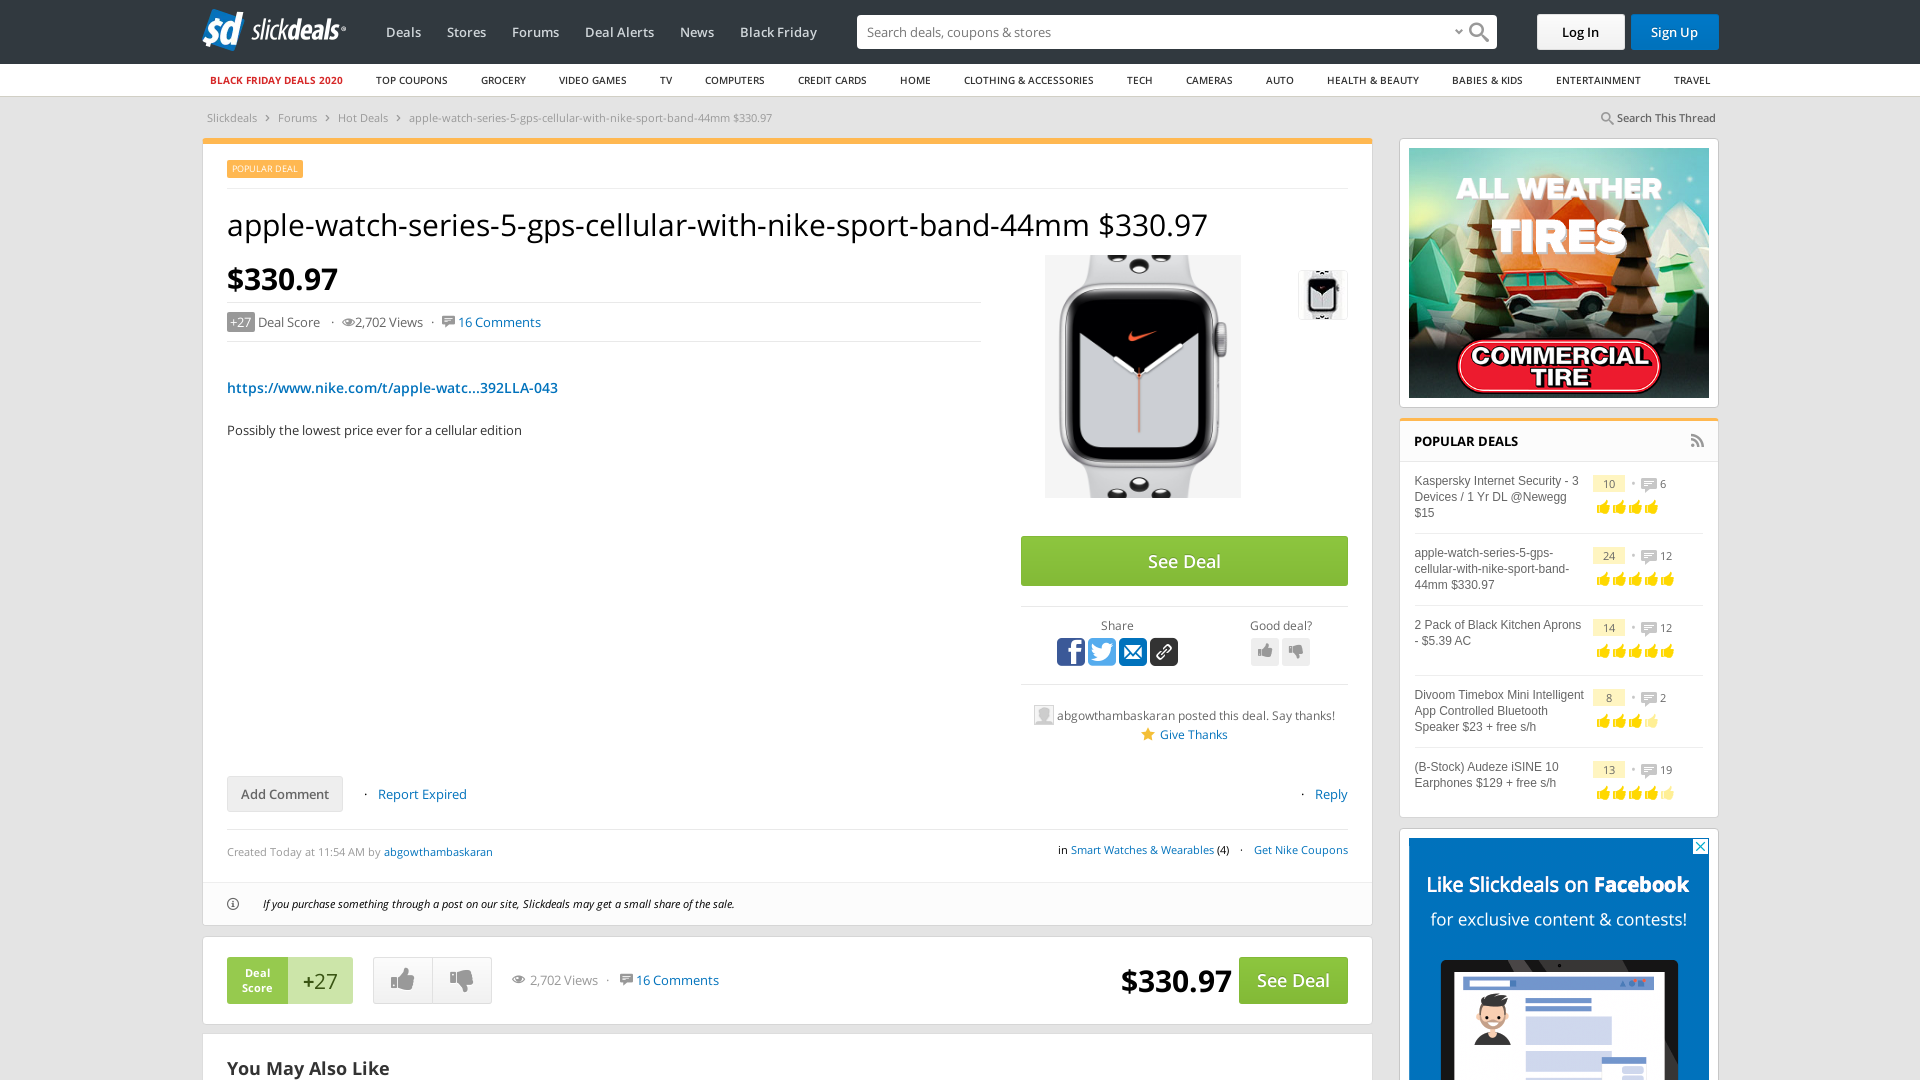 slickdeals
Deals
Stores
Forums
Deal Alerts
News
Black Friday
Search deals, coupons & stores
Log In
Sign Up
BLACK FRIDAY DEALS 2020
TOP COUPONS
GROCERY
VIDEO GAMES
TV
COMPUTERS
CREDIT CARDS
HOME
CLOTHING & ACCESSORIES
TECH
CAMERAS
AUTO
HEALTH & BEAUTY
BABIES & KIDS
ENTERTAINMENT
TRAVEL
Slickdeals › Forums › Hot Deals › apple-watch-series-5-gps-cellular-with-nike-sport-band-44mm $330.97
Search This Thread
POPULAR DEAL
apple-watch-series-5-gps-cellular-with-nike-sport-band-44mm $330.97
$330.97
+27 Deal Score · 2,702 Views · 16 Comments
https://www.nike.com/t/apple-watc...392LLA-043
Possibly the lowest price ever for a cellular edition
See Deal
Share
Good deal?
abgowthambaskaran posted this deal. Say thanks!
Give Thanks
Add Comment
· Report Expired
· Reply
Created Today at 11:54 AM by abgowthambaskaran
in Smart Watches & Wearables (4) · Get Nike Coupons
If you purchase something through a post on our site, Slickdeals may get a small share of the sale.
Deal
Score
+27
2,702 Views · 16 Comments
$330.97
See Deal
You May Also Like
ALL WEATHER
TIRES
COMMERCIAL
TIRE
POPULAR DEALS
Kaspersky Internet Security - 3
Devices / 1 Yr DL @Newegg
$15
10 · 6
apple-watch-series-5-gps-
cellular-with-nike-sport-band-
44mm $330.97
24 · 12
2 Pack of Black Kitchen Aprons
- $5.39 AC
14 · 12
Divoom Timebox Mini Intelligent
App Controlled Bluetooth
Speaker $23 + free s/h
8 · 2
(B-Stock) Audeze iSINE 10
Earphones $129 + free s/h
13 · 19
Like Slickdeals on Facebook
for exclusive content & contests!